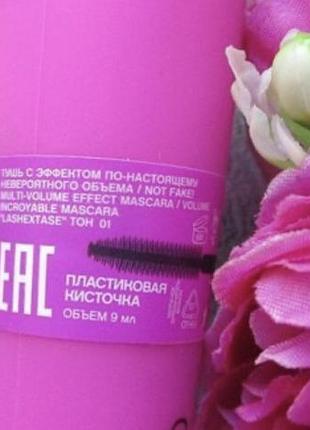 ТУШЬ С ЭФФЕКТОМ ПО-НАСТОЯЩЕМУ
НЕВЕРОЯТНОГО ОБЪЕМА / NOT FAKE!
MULTI-VOLUME EFFECT MASCARA / VOLUME
INCROYABLE MASCARA
"LASHEXTASE" ТОН 01
EAC
ПЛАСТИКОВАЯ
КИСТОЧКА
ОБЪЕМ 9 мл